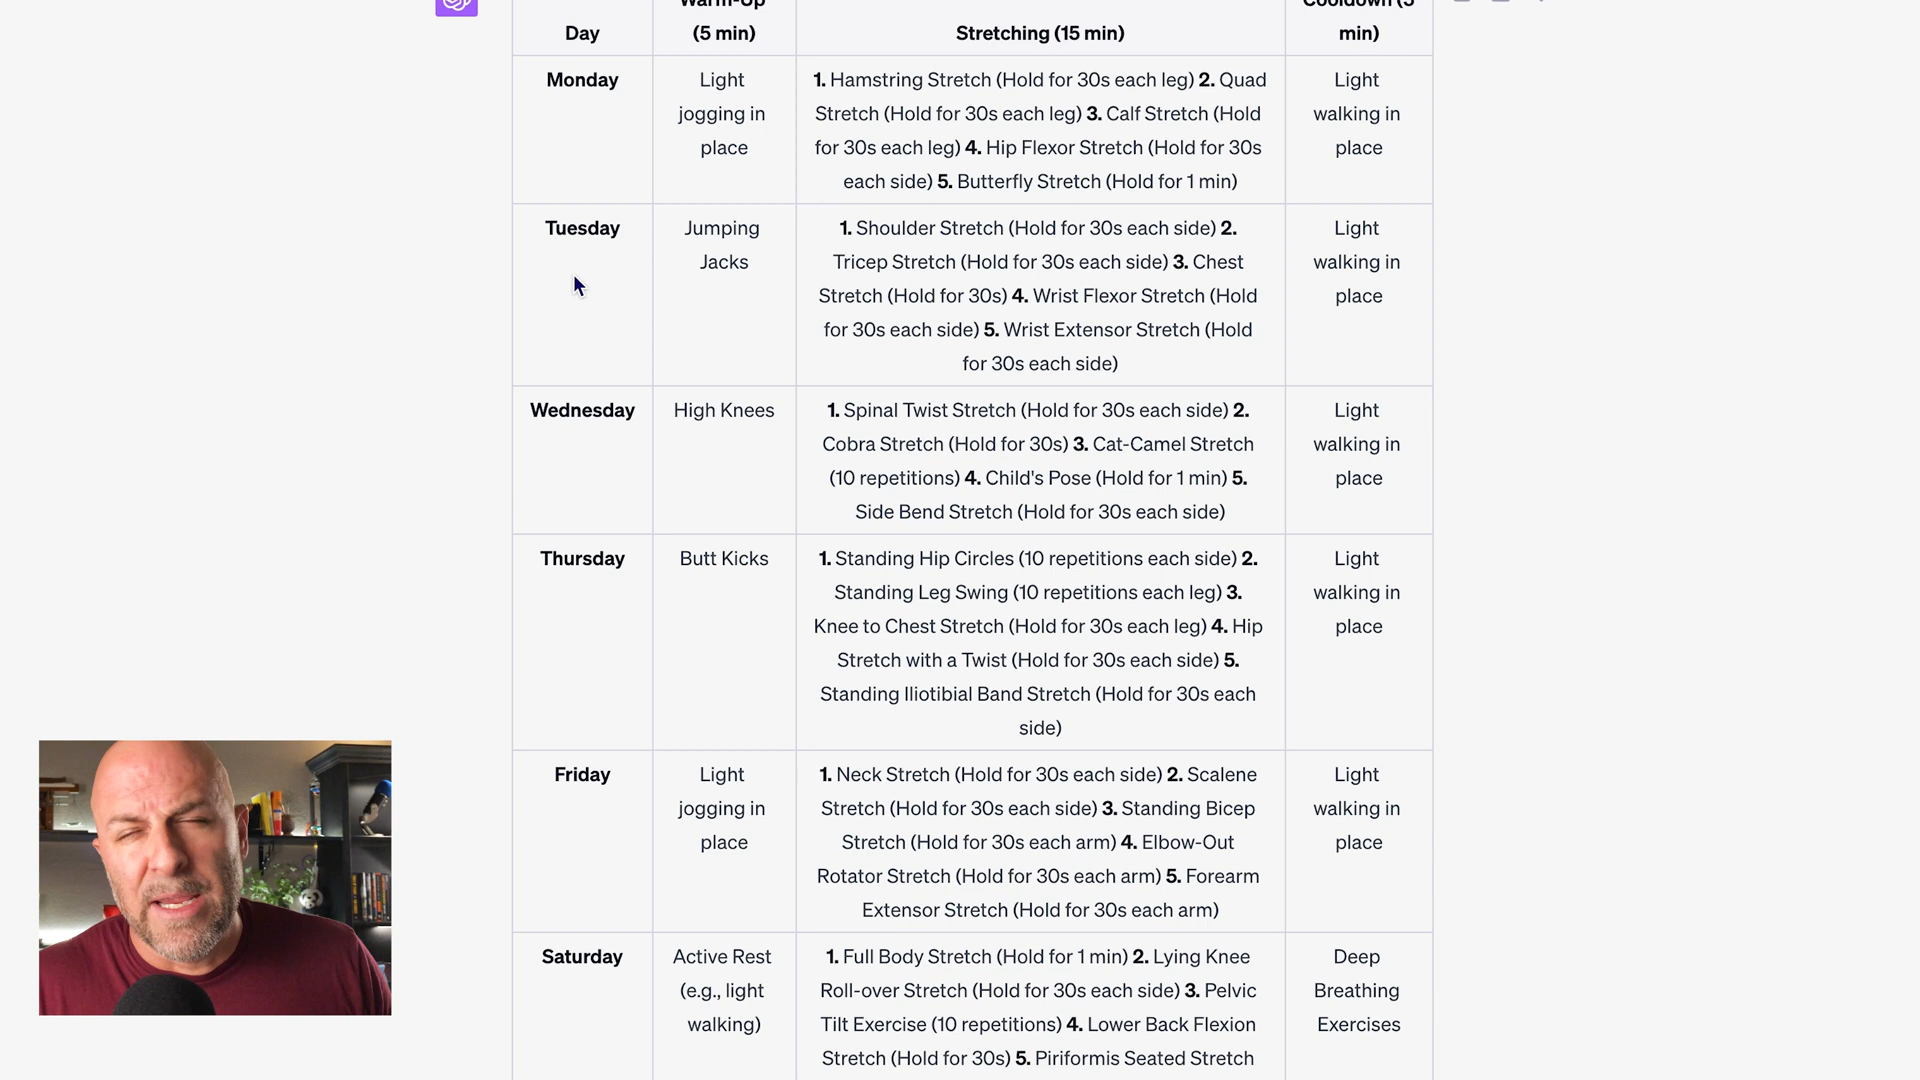 Warm-Up
Cooldown (5
Day
(5 min)
Stretching (15 min)
min)
Monday
Light
jogging in
place
1. Hamstring Stretch (Hold for 30s each leg) 2. Quad
Stretch (Hold for 30s each leg) 3. Calf Stretch (Hold
for 30s each leg) 4. Hip Flexor Stretch (Hold for 30s
each side) 5. Butterfly Stretch (Hold for 1 min)
Light
walking in
place
Tuesday
Jumping
Jacks
1. Shoulder Stretch (Hold for 30s each side) 2.
Tricep Stretch (Hold for 30s each side) 3. Chest
Stretch (Hold for 30s) 4. Wrist Flexor Stretch (Hold
for 30s each side) 5. Wrist Extensor Stretch (Hold
for 30s each side)
Light
walking in
place
Wednesday
High Knees
1. Spinal Twist Stretch (Hold for 30s each side) 2.
Cobra Stretch (Hold for 30s) 3. Cat-Camel Stretch
(10 repetitions) 4. Child's Pose (Hold for 1 min) 5.
Side Bend Stretch (Hold for 30s each side)
Light
walking in
place
Thursday
Butt Kicks
1. Standing Hip Circles (10 repetitions each side) 2.
Standing Leg Swing (10 repetitions each leg) 3.
Knee to Chest Stretch (Hold for 30s each leg) 4. Hip
Stretch with a Twist (Hold for 30s each side) 5.
Standing Iliotibial Band Stretch (Hold for 30s each
side)
Light
walking in
place
Friday
Light
jogging in
place
1. Neck Stretch (Hold for 30s each side) 2. Scalene
Stretch (Hold for 30s each side) 3. Standing Bicep
Stretch (Hold for 30s each arm) 4. Elbow-Out
Rotator Stretch (Hold for 30s each arm) 5. Forearm
Extensor Stretch (Hold for 30s each arm)
Light
walking in
place
Saturday
Active Rest
(e.g., light
walking)
1. Full Body Stretch (Hold for 1 min) 2. Lying Knee
Roll-over Stretch (Hold for 30s each side) 3. Pelvic
Tilt Exercise (10 repetitions) 4. Lower Back Flexion
Stretch (Hold for 30s) 5. Piriformis Seated Stretch
Deep
Breathing
Exercises